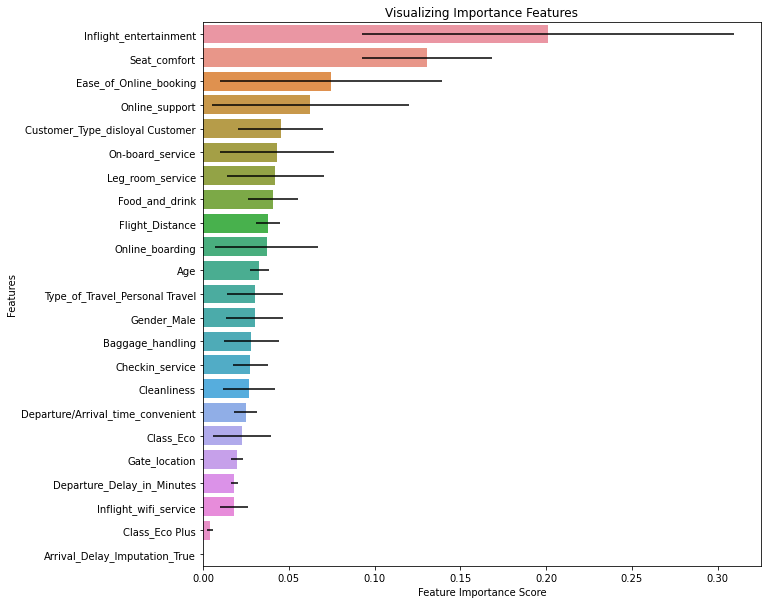 Visualizing Importance Features
Inflight_entertainment
Seat_comfort
Ease_of_Online_booking
Online_support
Customer_Type_disloyal Customer
On-board_service
Leg_room_service
Food_and_drink
Flight_Distance
Online_boarding
Age
Type_of_Travel_Personal Travel
Gender_Male
Baggage_handling
Checkin_service
Cleanliness
Departure/Arrival_time_convenient
Class_Eco
Gate_location
Departure_Delay_in_Minutes
Inflight_wifi_service
Class_Eco Plus
Arrival_Delay_Imputation_True
Features
0.00 0.05 0.10 0.15 0.20 0.25 0.30
Feature Importance Score